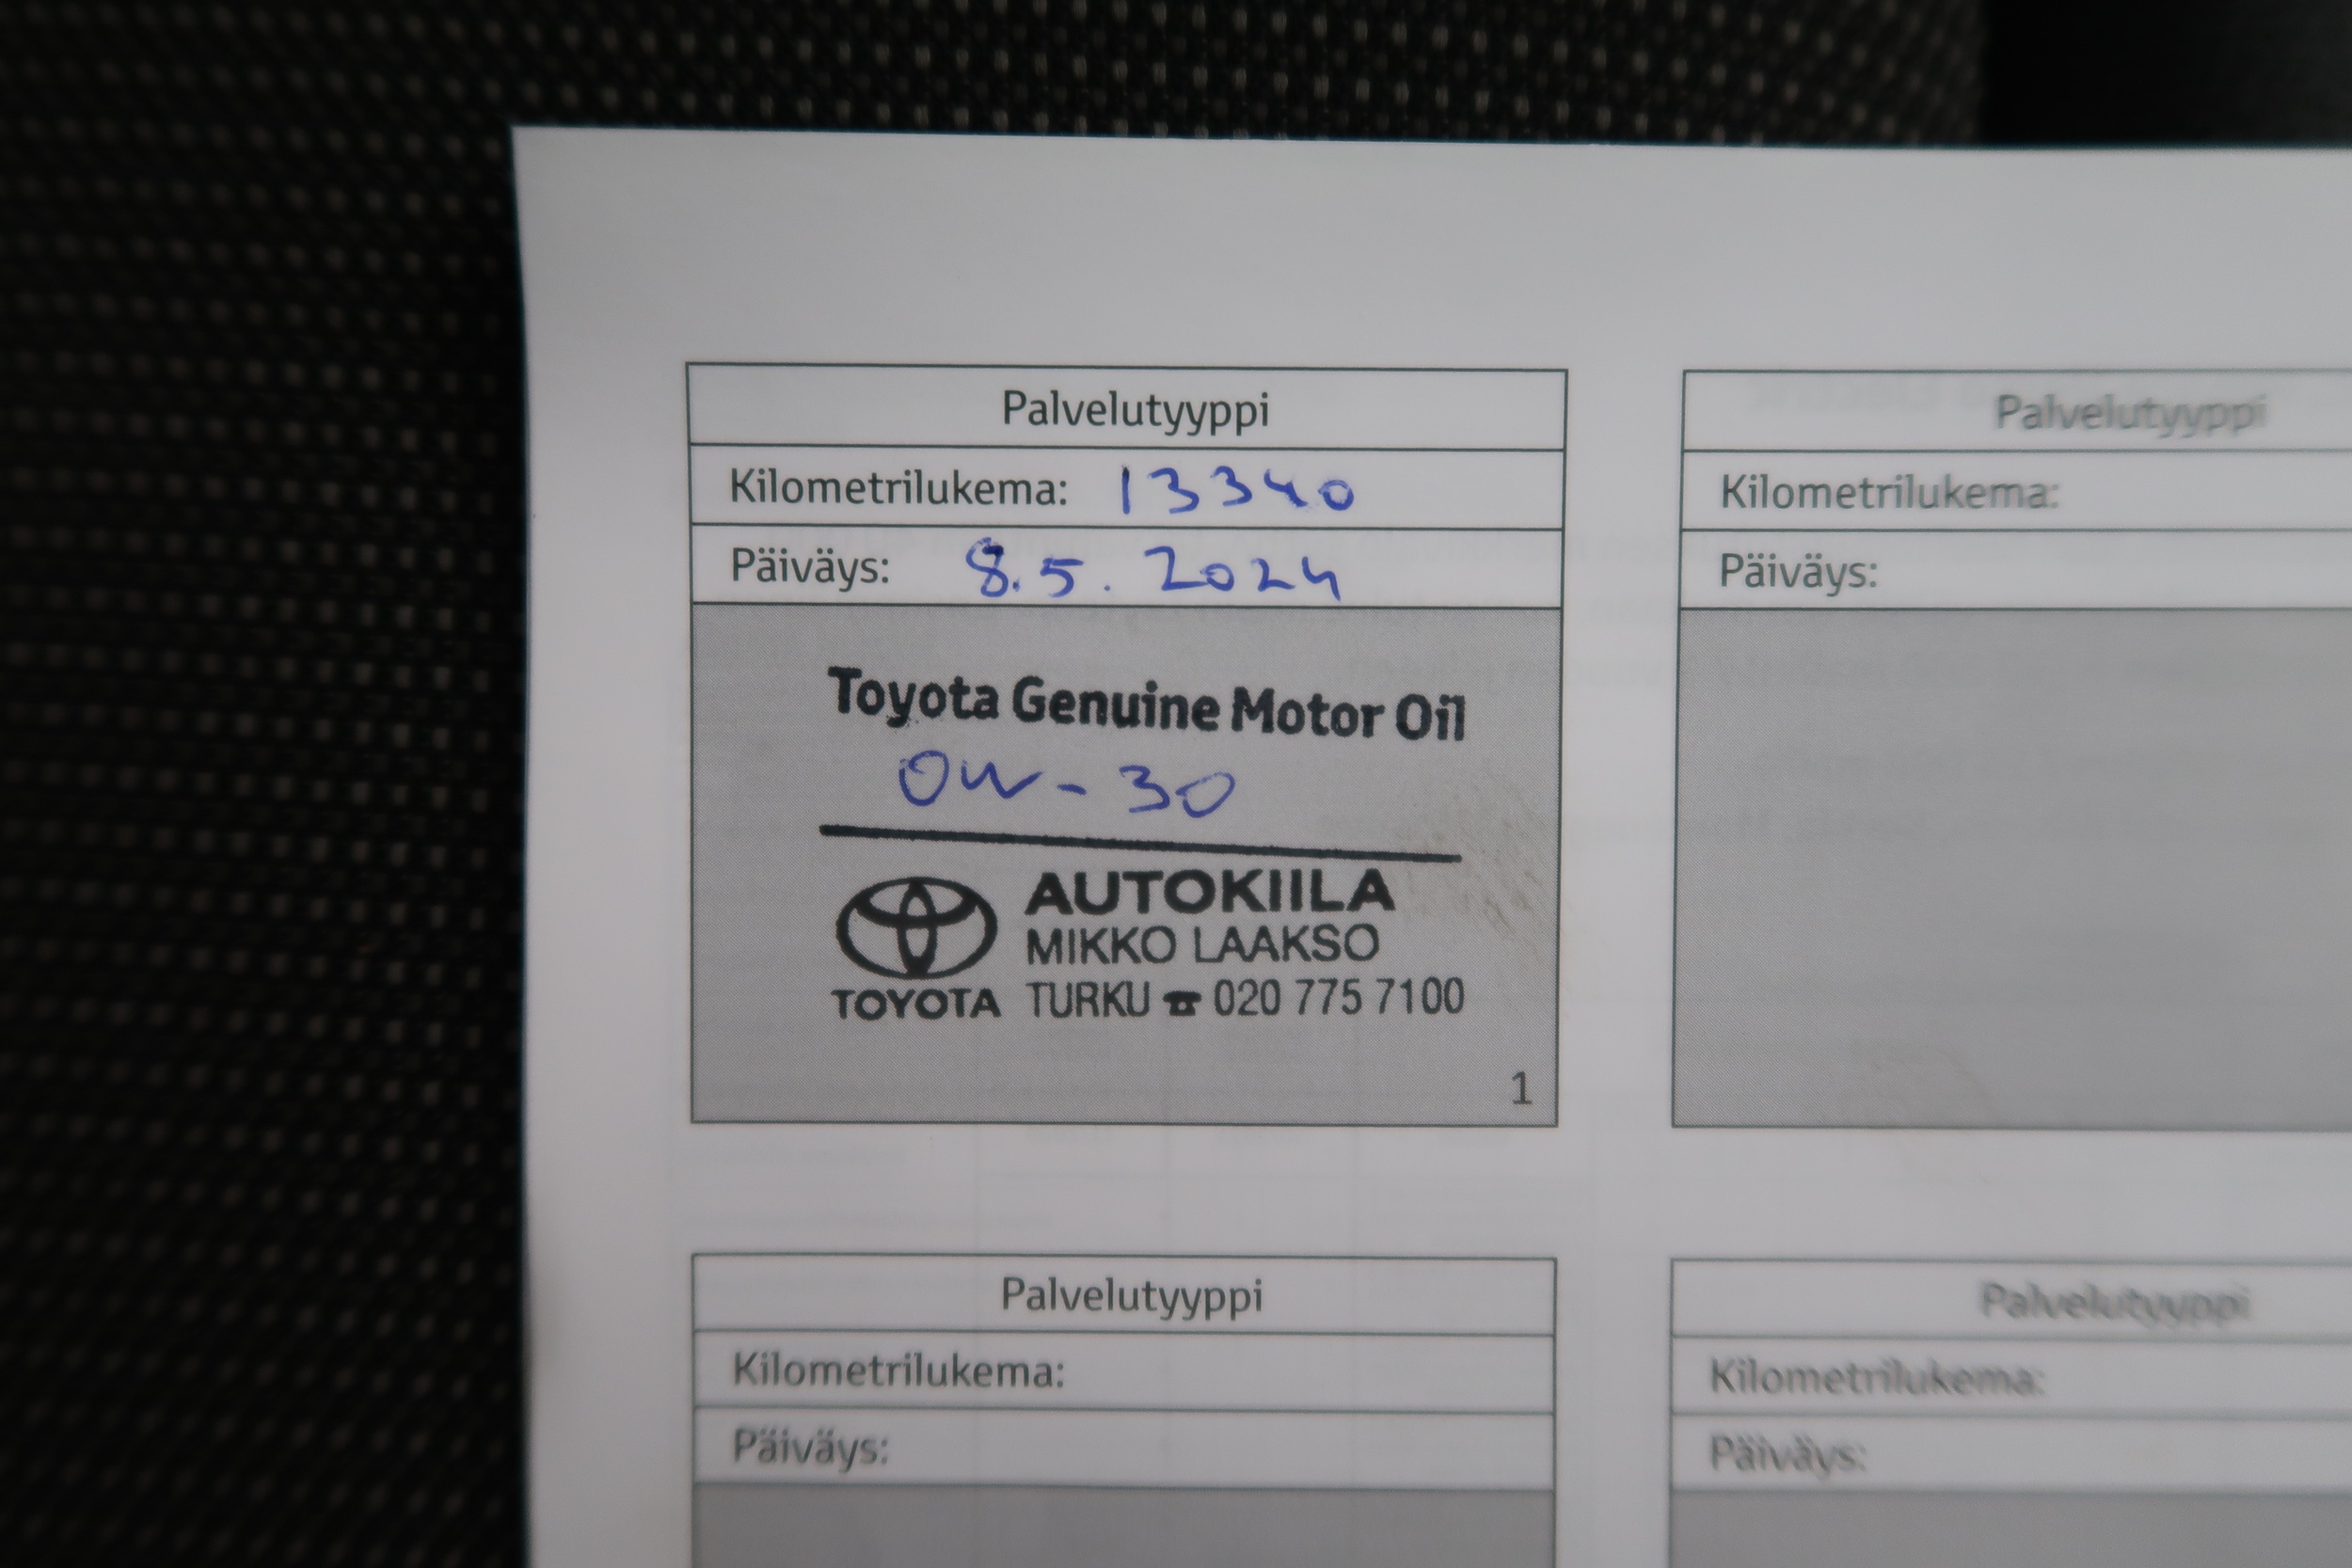 Palvelutyyppi
Kilometrilukema: 13340
Päiväys: 8.5.2024
Toyota Genuine Motor Oil
0W-30
AUTOKIILA
MIKKO LAAKSO
TOYOTA TURKU ☎ 020 775 7100
1
Palvelutyyppi
Kilometrilukema:
Päiväys:
Palvelutyyppi
Kilometrilukema:
Päiväys:
Palvelutyyppi
Kilometrilukema:
Päiväys: